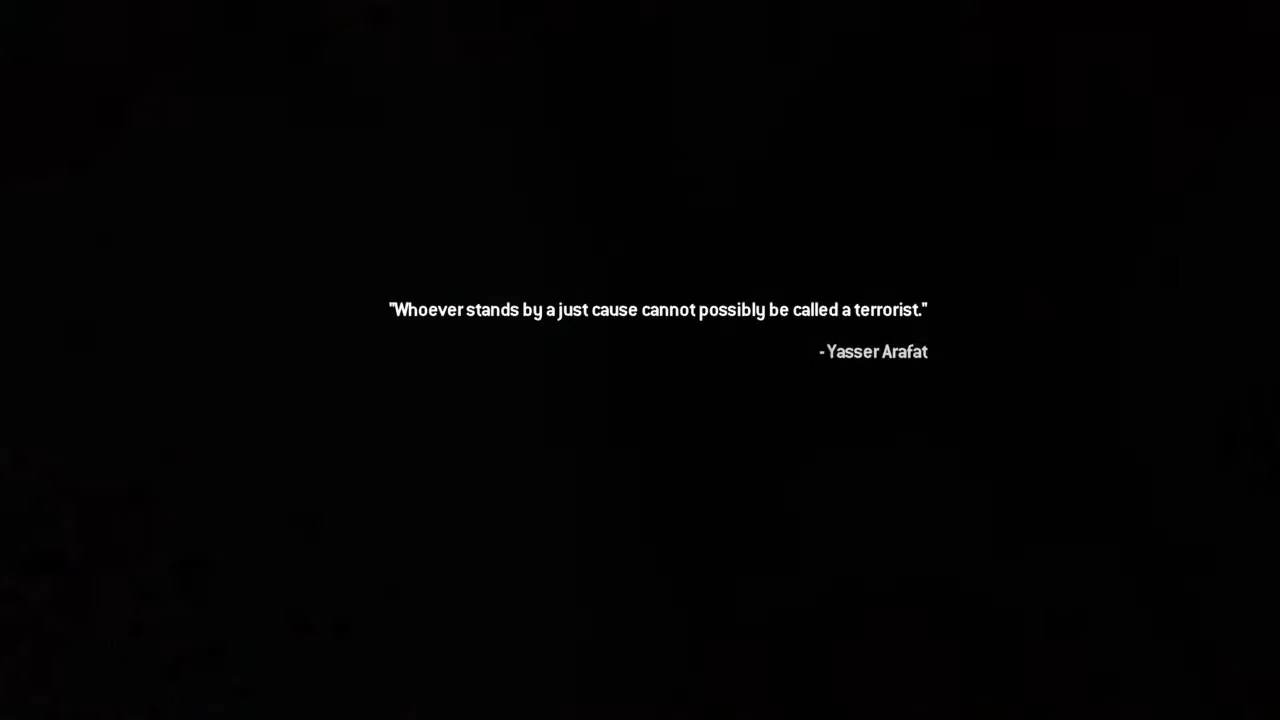 "Whoever stands by a just cause cannot possibly be called a terrorist."
- Yasser Arafat